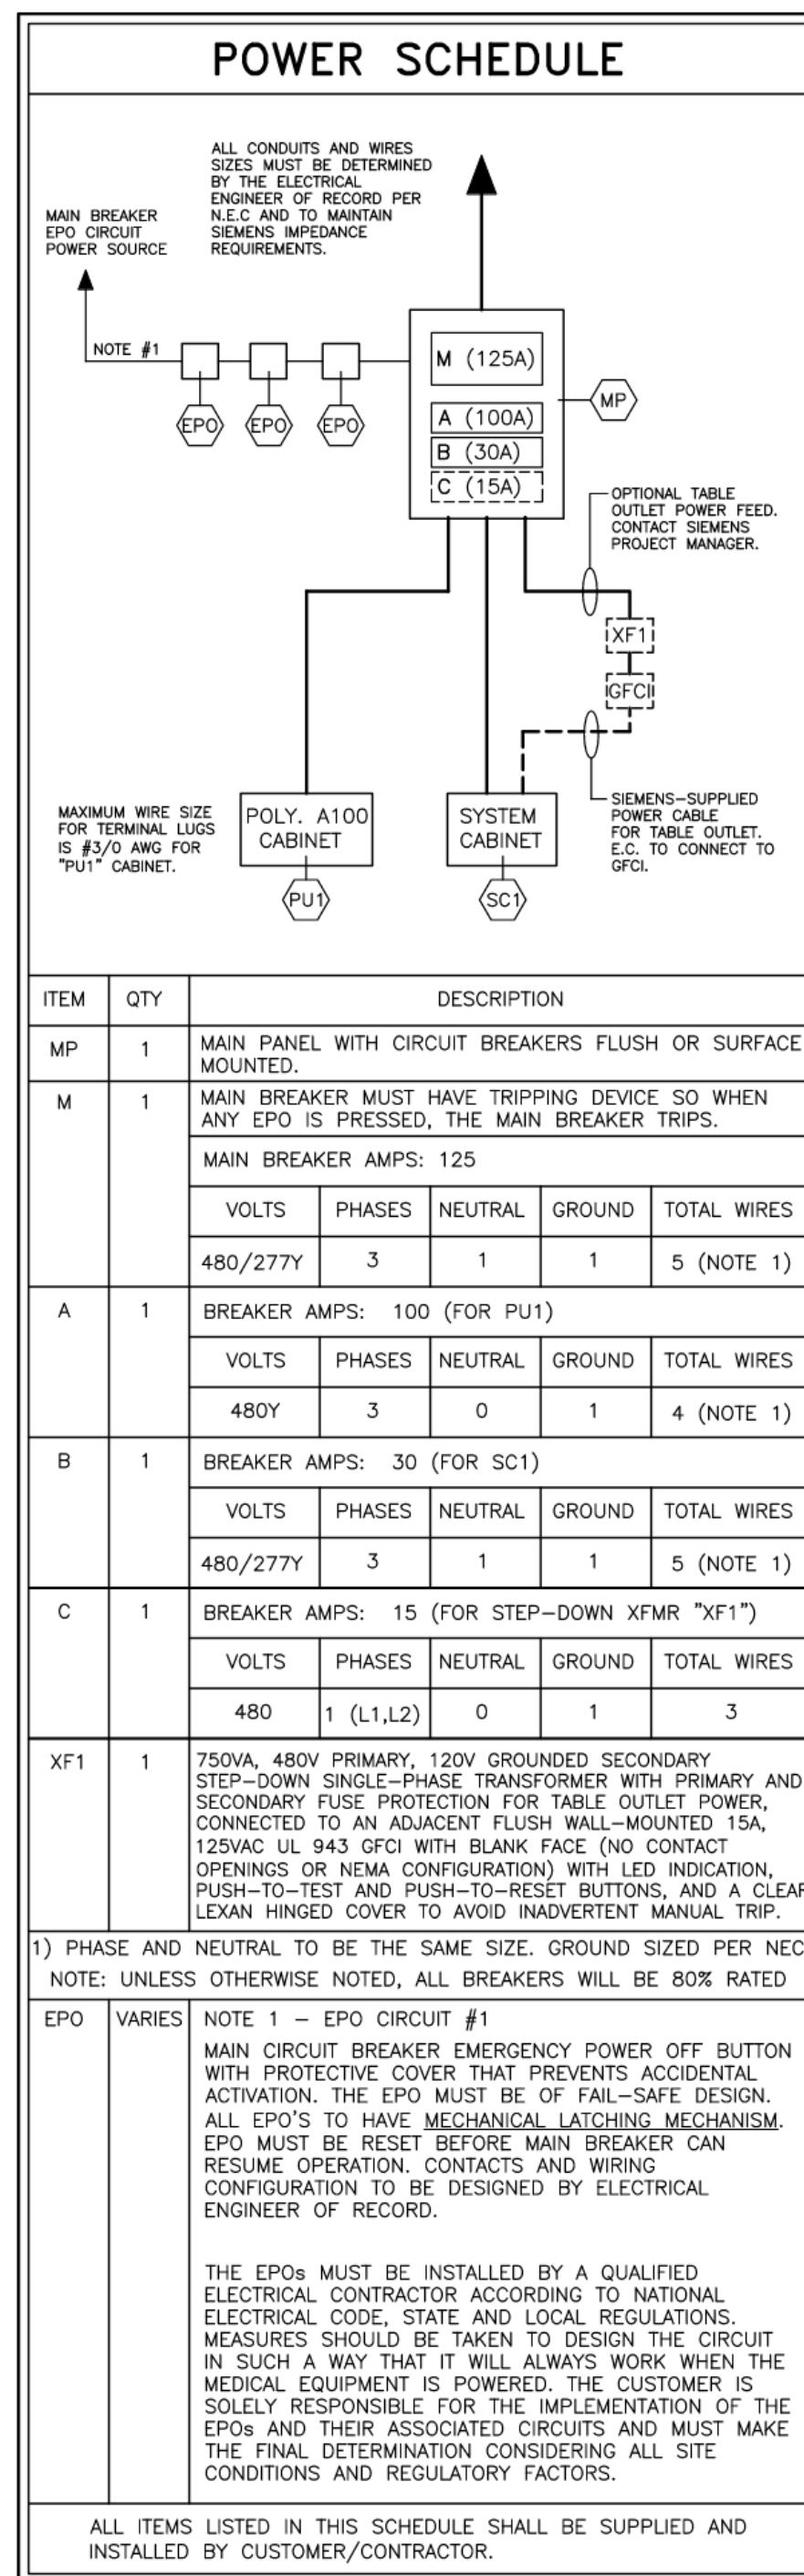 POWER SCHEDULE
ALL CONDUITS AND WIRES
SIZES MUST BE DETERMINED
BY THE ELECTRICAL
ENGINEER OF RECORD PER
N.E.C AND TO MAINTAIN
SIEMENS IMPEDANCE
REQUIREMENTS.
MAIN BREAKER
EPO CIRCUIT
POWER SOURCE
NOTE #1
EPO
EPO
EPO
M (125A)
A (100A)
B (30A)
C (15A)
MP
OPTIONAL TABLE
OUTLET POWER FEED.
CONTACT SIEMENS
PROJECT MANAGER.
XF1
GFCI
MAXIMUM WIRE SIZE
FOR TERMINAL LUGS
IS #3/0 AWG FOR
"PU1" CABINET.
POLY. A100
CABINET
PU1
SYSTEM
CABINET
SC1
SIEMENS-SUPPLIED
POWER CABLE
FOR TABLE OUTLET.
E.C. TO CONNECT TO
GFCI.
ITEM QTY DESCRIPTION
MP 1 MAIN PANEL WITH CIRCUIT BREAKERS FLUSH OR SURFACE
MOUNTED.
M 1 MAIN BREAKER MUST HAVE TRIPPING DEVICE SO WHEN
ANY EPO IS PRESSED, THE MAIN BREAKER TRIPS.
MAIN BREAKER AMPS: 125
VOLTS PHASES NEUTRAL GROUND TOTAL WIRES
480/277Y 3 1 1 5 (NOTE 1)
A 1 BREAKER AMPS: 100 (FOR PU1)
VOLTS PHASES NEUTRAL GROUND TOTAL WIRES
480Y 3 0 1 4 (NOTE 1)
B 1 BREAKER AMPS: 30 (FOR SC1)
VOLTS PHASES NEUTRAL GROUND TOTAL WIRES
480/277Y 3 1 1 5 (NOTE 1)
C 1 BREAKER AMPS: 15 (FOR STEP-DOWN XFMR "XF1")
VOLTS PHASES NEUTRAL GROUND TOTAL WIRES
480 1 (L1,L2) 0 1 3
XF1 1 750VA, 480V PRIMARY, 120V GROUNDED SECONDARY
STEP-DOWN SINGLE-PHASE TRANSFORMER WITH PRIMARY AND
SECONDARY FUSE PROTECTION FOR TABLE OUTLET POWER,
CONNECTED TO AN ADJACENT FLUSH WALL-MOUNTED 15A,
125VAC UL 943 GFCI WITH BLANK FACE (NO CONTACT
OPENINGS OR NEMA CONFIGURATION) WITH LED INDICATION,
PUSH-TO-TEST AND PUSH-TO-RESET BUTTONS, AND A CLEAR
LEXAN HINGED COVER TO AVOID INADVERTENT MANUAL TRIP.
1) PHASE AND NEUTRAL TO BE THE SAME SIZE. GROUND SIZED PER NEC
NOTE: UNLESS OTHERWISE NOTED, ALL BREAKERS WILL BE 80% RATED
EPO VARIES NOTE 1 - EPO CIRCUIT #1
MAIN CIRCUIT BREAKER EMERGENCY POWER OFF BUTTON
WITH PROTECTIVE COVER THAT PREVENTS ACCIDENTAL
ACTIVATION. THE EPO MUST BE OF FAIL-SAFE DESIGN.
ALL EPO'S TO HAVE MECHANICAL LATCHING MECHANISM.
EPO MUST BE RESET BEFORE MAIN BREAKER CAN
RESUME OPERATION. CONTACTS AND WIRING
CONFIGURATION TO BE DESIGNED BY ELECTRICAL
ENGINEER OF RECORD.
THE EPOs MUST BE INSTALLED BY A QUALIFIED
ELECTRICAL CONTRACTOR ACCORDING TO NATIONAL
ELECTRICAL CODE, STATE AND LOCAL REGULATIONS.
MEASURES SHOULD BE TAKEN TO DESIGN THE CIRCUIT
IN SUCH A WAY THAT IT WILL ALWAYS WORK WHEN THE
MEDICAL EQUIPMENT IS POWERED. THE CUSTOMER IS
SOLELY RESPONSIBLE FOR THE IMPLEMENTATION OF THE
EPOs AND THEIR ASSOCIATED CIRCUITS AND MUST MAKE
THE FINAL DETERMINATION CONSIDERING ALL SITE
CONDITIONS AND REGULATORY FACTORS.
ALL ITEMS LISTED IN THIS SCHEDULE SHALL BE SUPPLIED AND
INSTALLED BY CUSTOMER/CONTRACTOR.